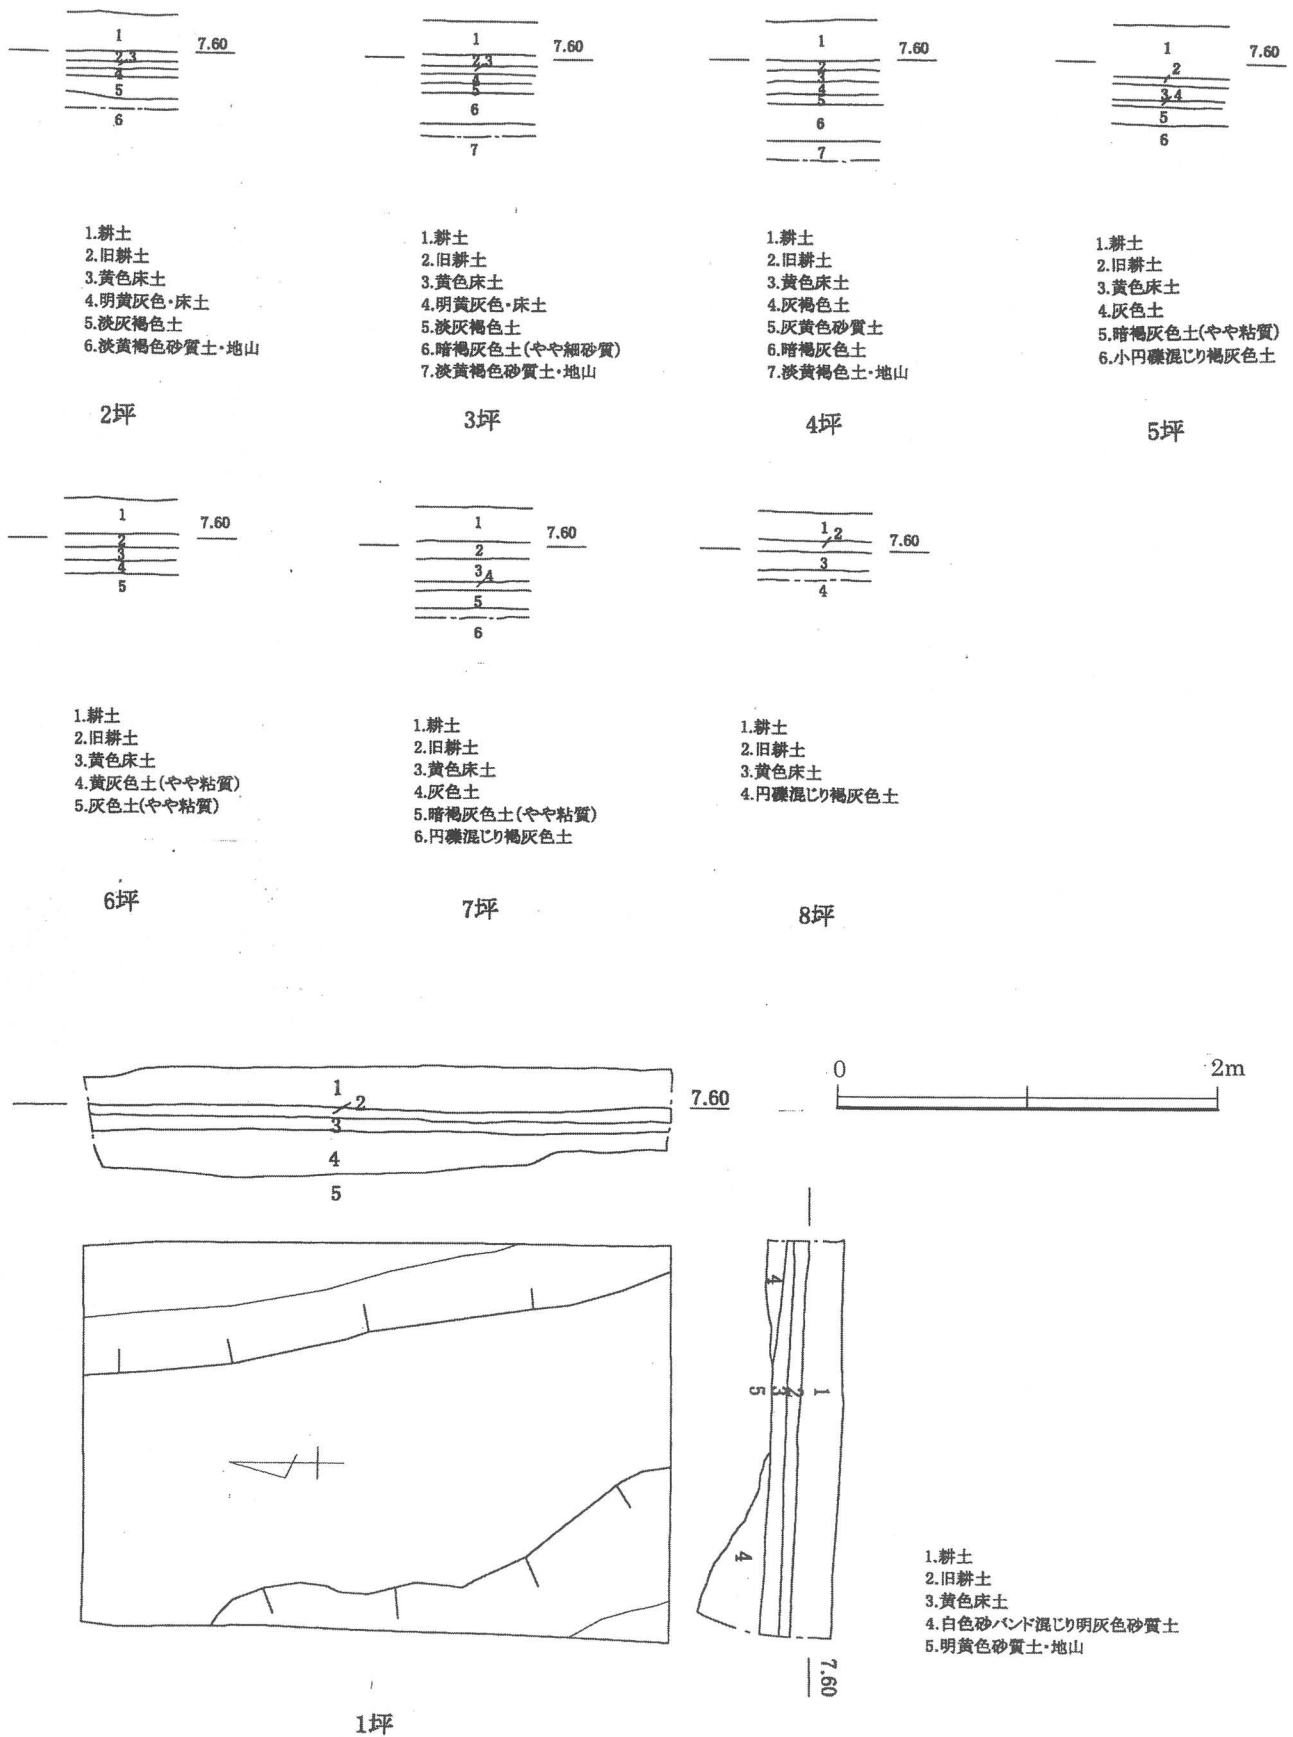 1
2 3
4
5
6
7.60
1
2 3
4
5
6
7
7.60
1
2
3
4
5
6
7
7.60
1
2
3 4
5
6
7.60
1.耕土
2.旧耕土
3.黄色床土
4.明黄灰色・床土
5.淡灰褐色土
6.淡黄褐色砂質土・地山
2坪
1.耕土
2.旧耕土
3.黄色床土
4.明黄灰色・床土
5.淡灰褐色土
6.暗褐灰色土(やや細砂質)
7.淡黄褐色砂質土・地山
3坪
1.耕土
2.旧耕土
3.黄色床土
4.灰褐色土
5.灰黄色砂質土
6.暗褐灰色土
7.淡黄褐色土・地山
4坪
1.耕土
2.旧耕土
3.黄色床土
4.灰色土
5.暗褐灰色土(やや粘質)
6.小円礫混じり褐灰色土
5坪
1
2
3
4
5
7.60
1
2
3 4
5
6
7.60
1 2
3
4
7.60
1.耕土
2.旧耕土
3.黄色床土
4.黄灰色土(やや粘質)
5.灰色土(やや粘質)
6坪
1.耕土
2.旧耕土
3.黄色床土
4.灰色土
5.暗褐灰色土(やや粘質)
6.円礫混じり褐灰色土
7坪
1.耕土
2.旧耕土
3.黄色床土
4.円礫混じり褐灰色土
8坪
1
2
3
4
5
7.60
0 2m
4
5 3 2 1
4
7.60
1.耕土
2.旧耕土
3.黄色床土
4.白色砂バンド混じり明灰色砂質土
5.明黄色砂質土・地山
1坪